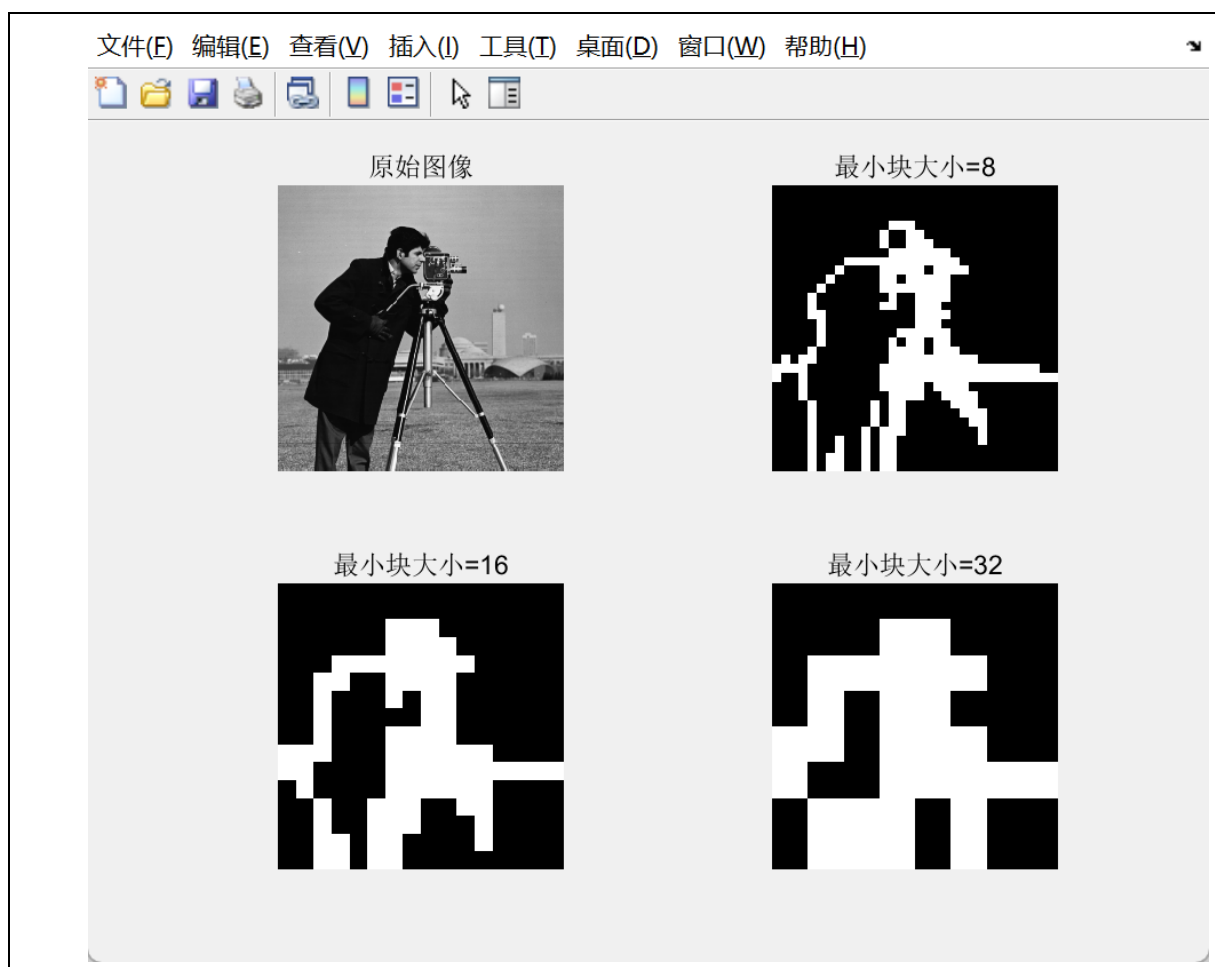 文件(F) 编辑(E) 查看(V) 插入(I) 工具(T) 桌面(D) 窗口(W) 帮助(H)
原始图像
最小块大小=8
最小块大小=16
最小块大小=32